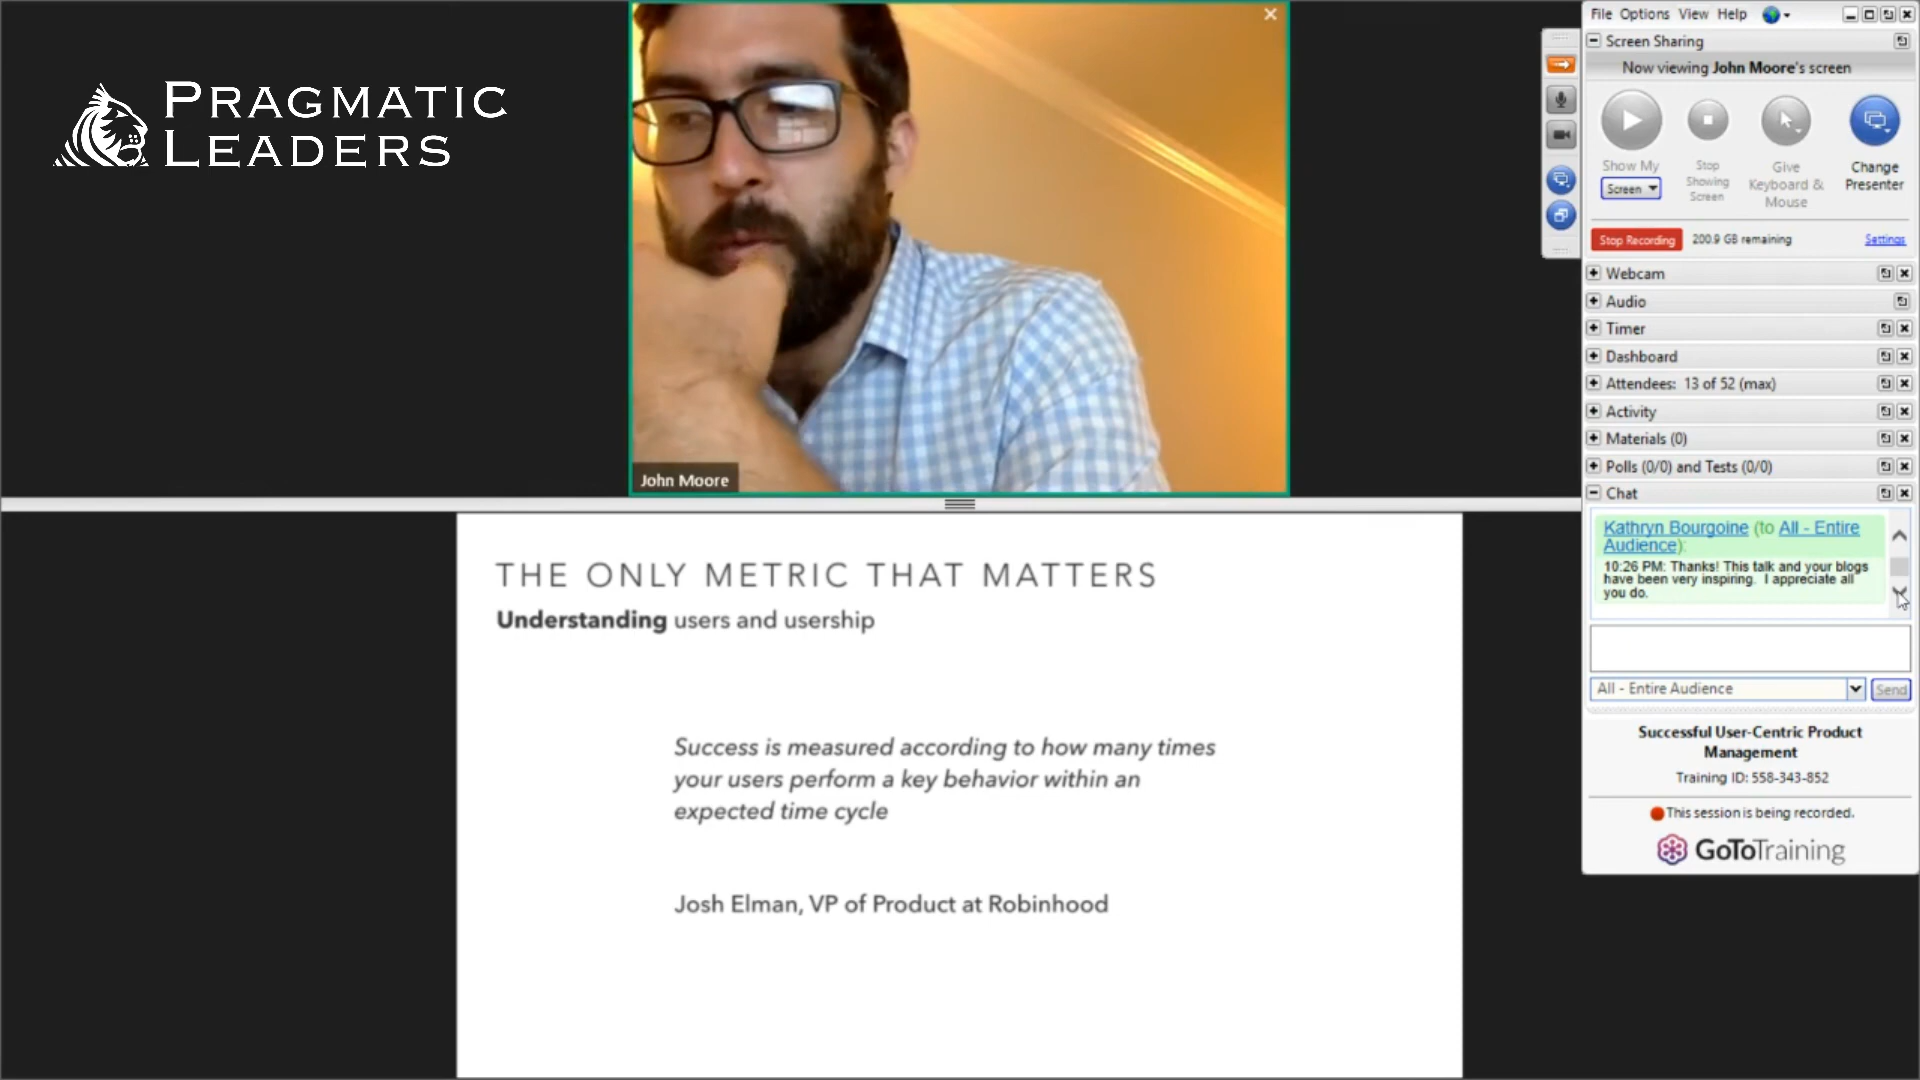 PRAGMATIC
LEADERS
John Moore
THE ONLY METRIC THAT MATTERS
Understanding users and usership
Success is measured according to how many times
your users perform a key behavior within an
expected time cycle
Josh Elman, VP of Product at Robinhood
File Options View Help
Screen Sharing
Now viewing John Moore's screen
Show My
Screen
Stop
Showing
Screen
Give
Keyboard &
Mouse
Change
Presenter
Stop Recording 200.9 GB remaining Settings
Webcam
Audio
Timer
Dashboard
Attendees: 13 of 52 (max)
Activity
Materials (0)
Polls (0/0) and Tests (0/0)
Chat
Kathryn Bourgoine (to All - Entire
Audience):
10:26 PM: Thanks! This talk and your blogs
have been very inspiring. I appreciate all
you do.
All - Entire Audience Send
Successful User-Centric Product
Management
Training ID: 558-343-852
This session is being recorded.
GoToTraining